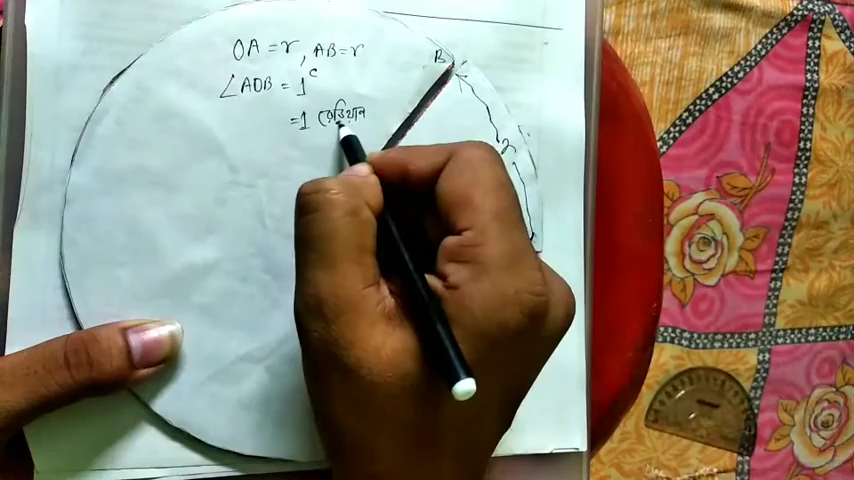 OA = r, AB = r
∠AOB = 1ᶜ
= 1 রেডিয়ান
B
r